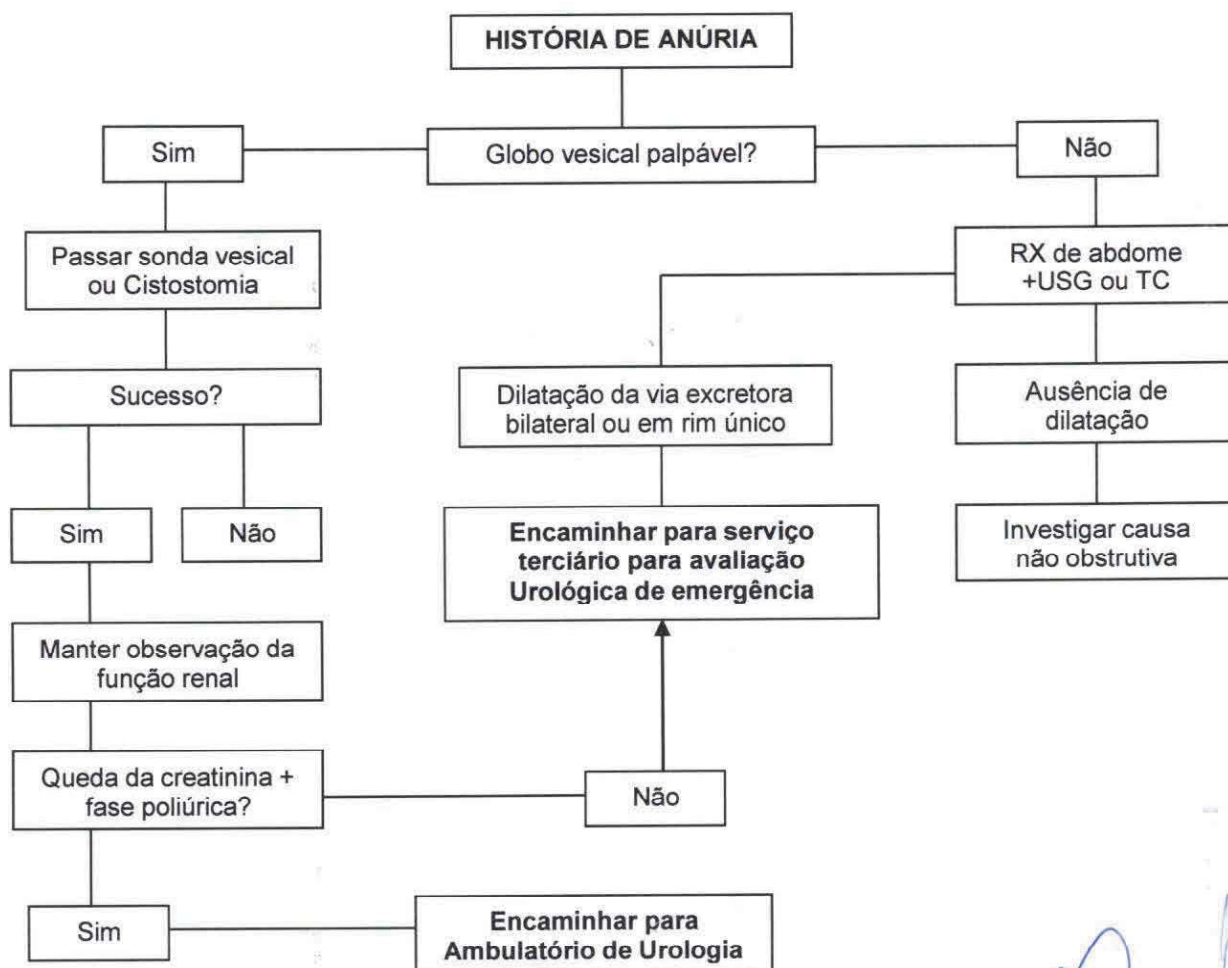 HISTÓRIA DE ANÚRIA
Sim
Globo vesical palpável?
Não
Passar sonda vesical
ou Cistostomia
RX de abdome
+USG ou TC
Sucesso?
Dilatação da via excretora
bilateral ou em rim único
Ausência de
dilatação
Sim
Não
Encaminhar para serviço
terciário para avaliação
Urológica de emergência
Investigar causa
não obstrutiva
Manter observação da
função renal
Queda da creatinina +
fase poliúrica?
Não
Sim
Encaminhar para
Ambulatório de Urologia